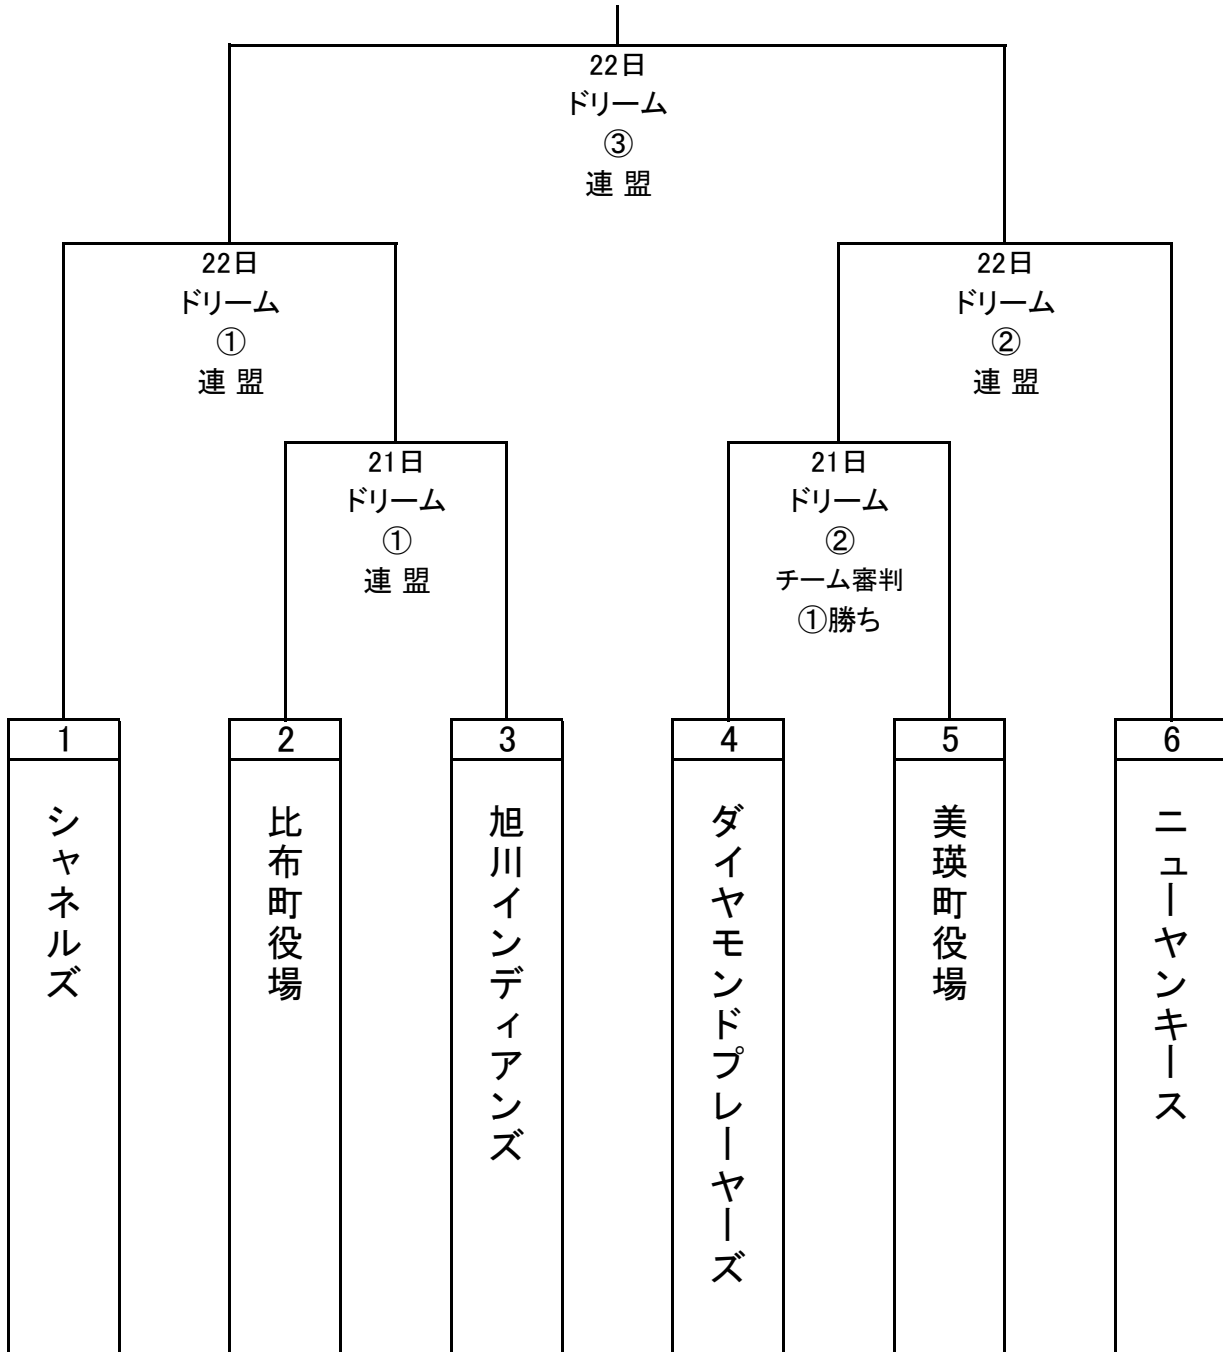 22日
ドリーム
③
連 盟
22日
ドリーム
①
連 盟
22日
ドリーム
②
連 盟
21日
ドリーム
①
連 盟
21日
ドリーム
②
チーム審判
①勝ち
1
シャネルズ
2
比布町役場
3
旭川インディアンズ
4
ダイヤモンドプレーヤーズ
5
美瑛町役場
6
ニューヤンキース